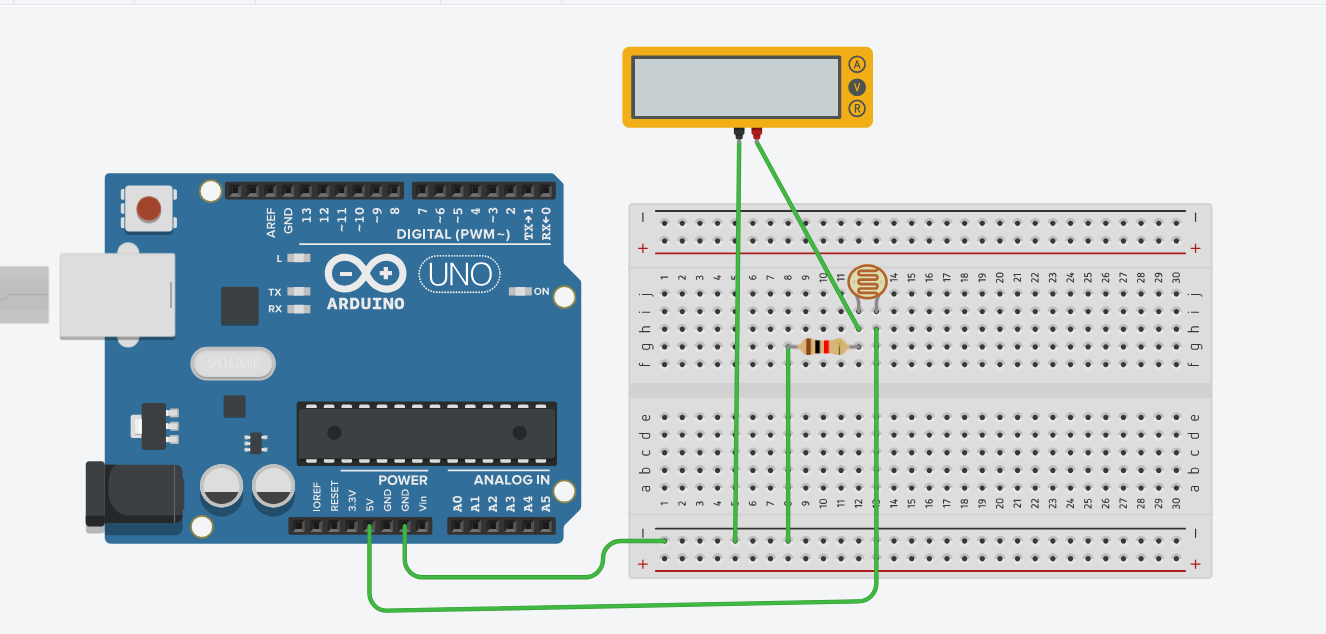 A
V
R
AREF
GND
13
12
~11
~10
~9
8
7
~6
~5
~4
~3
2
TX→1
RX←0
DIGITAL (PWM~)
L
TX
RX
UNO
ARDUINO
ON
SPK16.000G
POWER
ANALOG IN
IOREF
RESET
3.3V
5V
GND
GND
Vin
A0
A1
A2
A3
A4
A5
— —
+ +
1 2 3 4 5 6 7 8 9 10 11 14 15 16 17 18 19 20 21 22 23 24 25 26 27 28 29 30
j j
i i
h h
g g
f f
e e
d d
c c
b b
a a
1 2 3 4 5 6 7 8 9 10 11 12 13 14 15 16 17 18 19 20 21 22 23 24 25 26 27 28 29 30
— —
+ +